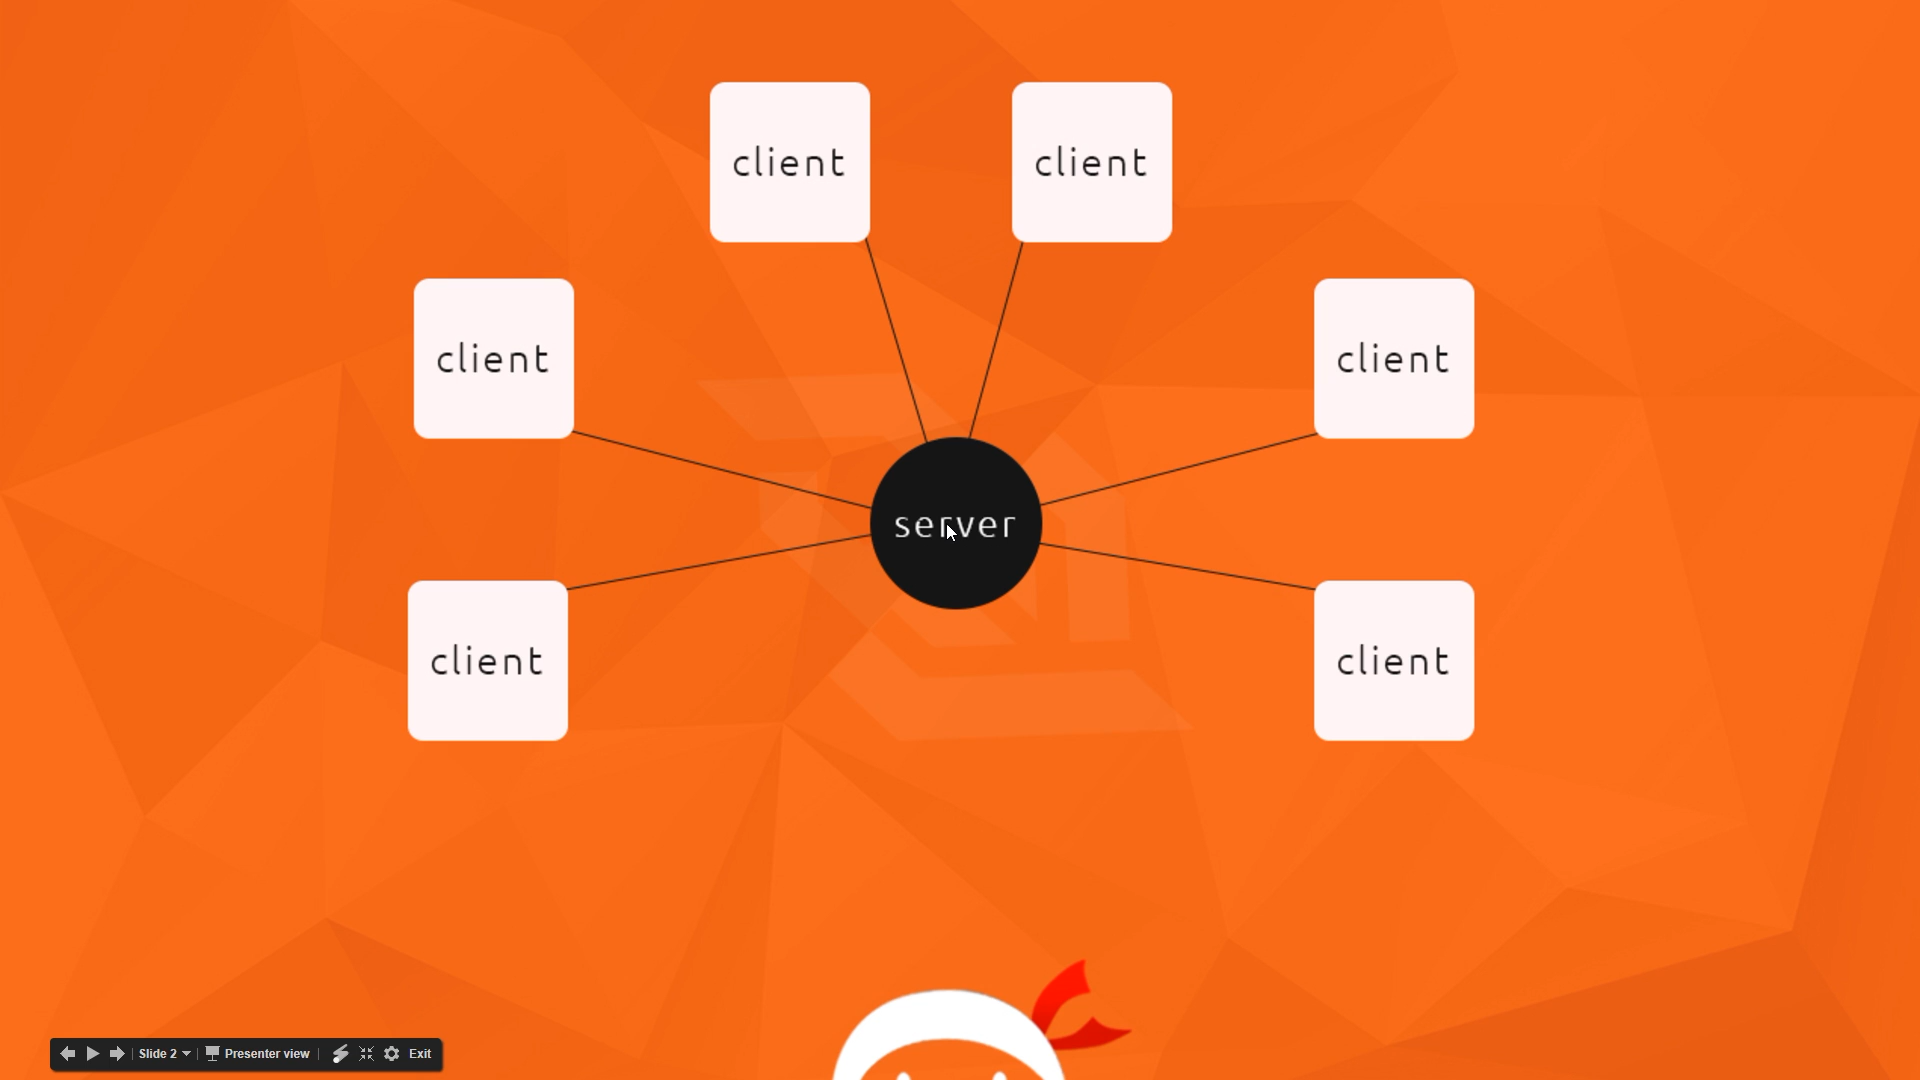 client
client
client
client
server
client
client
Slide 2
Presenter view
Exit